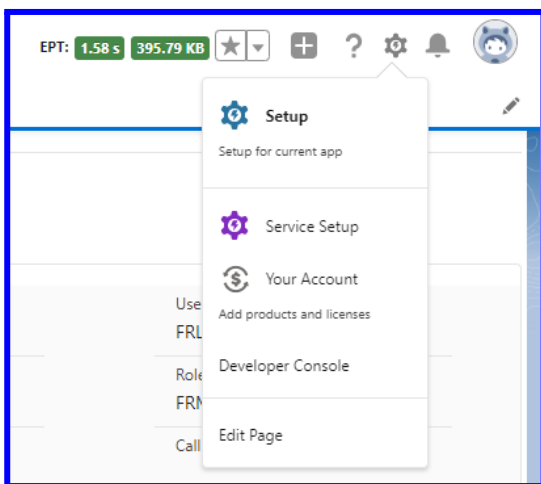 EPT: 1.58 s 395.79 KB
Setup
Setup for current app
Service Setup
Your Account
Add products and licenses
Use
FRL
Developer Console
Role
Edit Page
Call